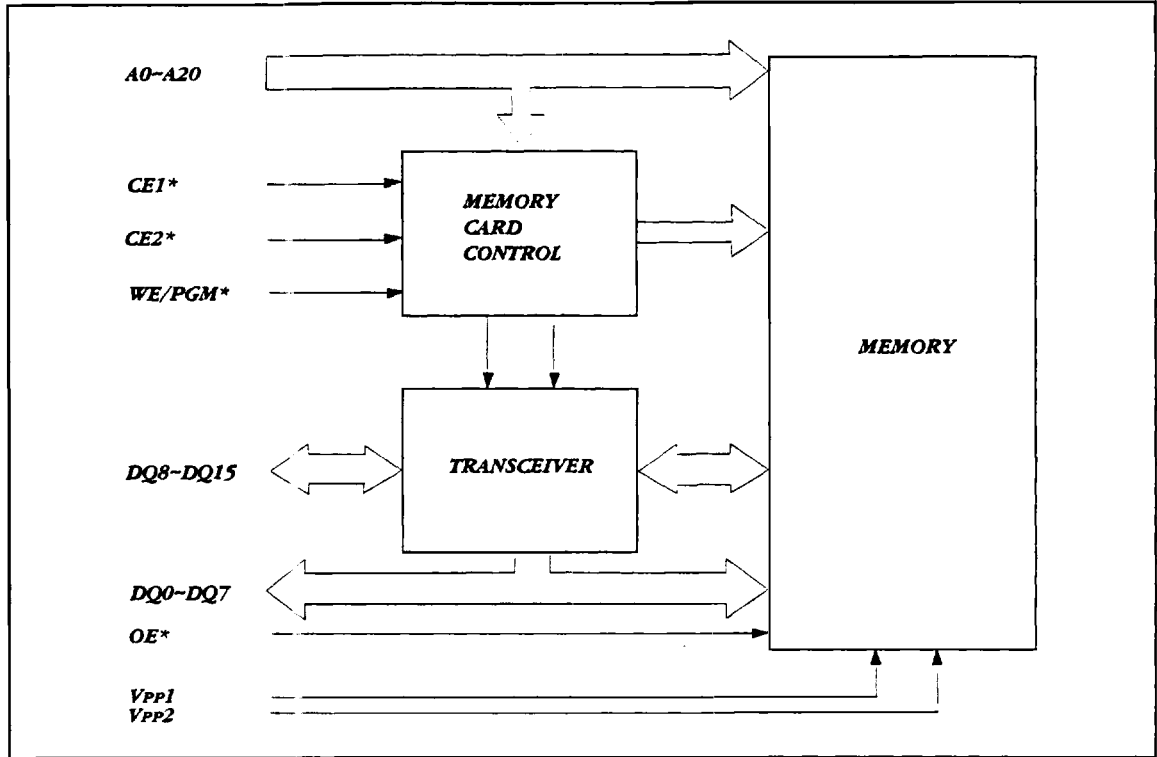 A0~A20
CE1*
CE2*
WE/PGM*
MEMORY
CARD
CONTROL
MEMORY
DQ8~DQ15
TRANSCEIVER
DQ0~DQ7
OE*
VPP1
VPP2